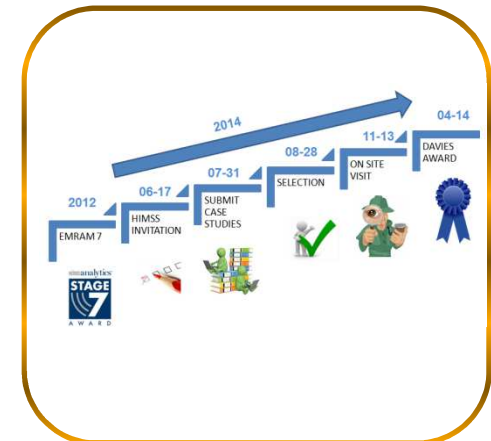 2014
2012
EMRAM 7
06-17
HIMSS
INVITATION
07-31
SUBMIT
CASE
STUDIES
08-28
SELECTION
11-13
ON SITE
VISIT
04-14
DAVIES
AWARD
analytics
STAGE
7
AWARD